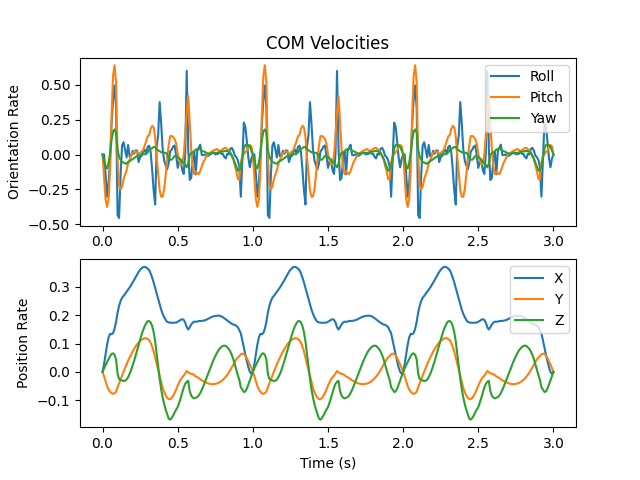 COM Velocities
Orientation Rate
0.50
0.25
0.00
−0.25
−0.50
Roll
Pitch
Yaw
0.0 0.5 1.0 1.5 2.0 2.5 3.0
Position Rate
0.3
0.2
0.1
0.0
−0.1
X
Y
Z
0.0 0.5 1.0 1.5 2.0 2.5 3.0
Time (s)